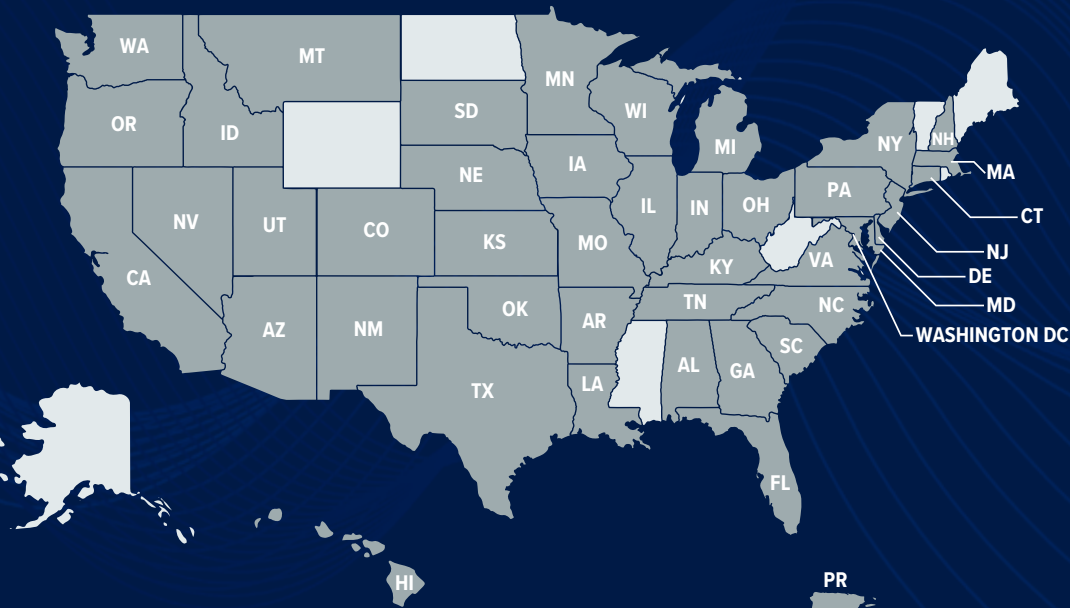 WA
MT
MN
OR
ID
SD
WI
MI
NY
NH
MA
NE
IA
PA
CT
NV
UT
CO
KS
MO
IL
IN
OH
NJ
CA
KY
VA
DE
AZ
NM
OK
AR
TN
NC
MD
WASHINGTON DC
TX
LA
AL
GA
SC
FL
HI
PR